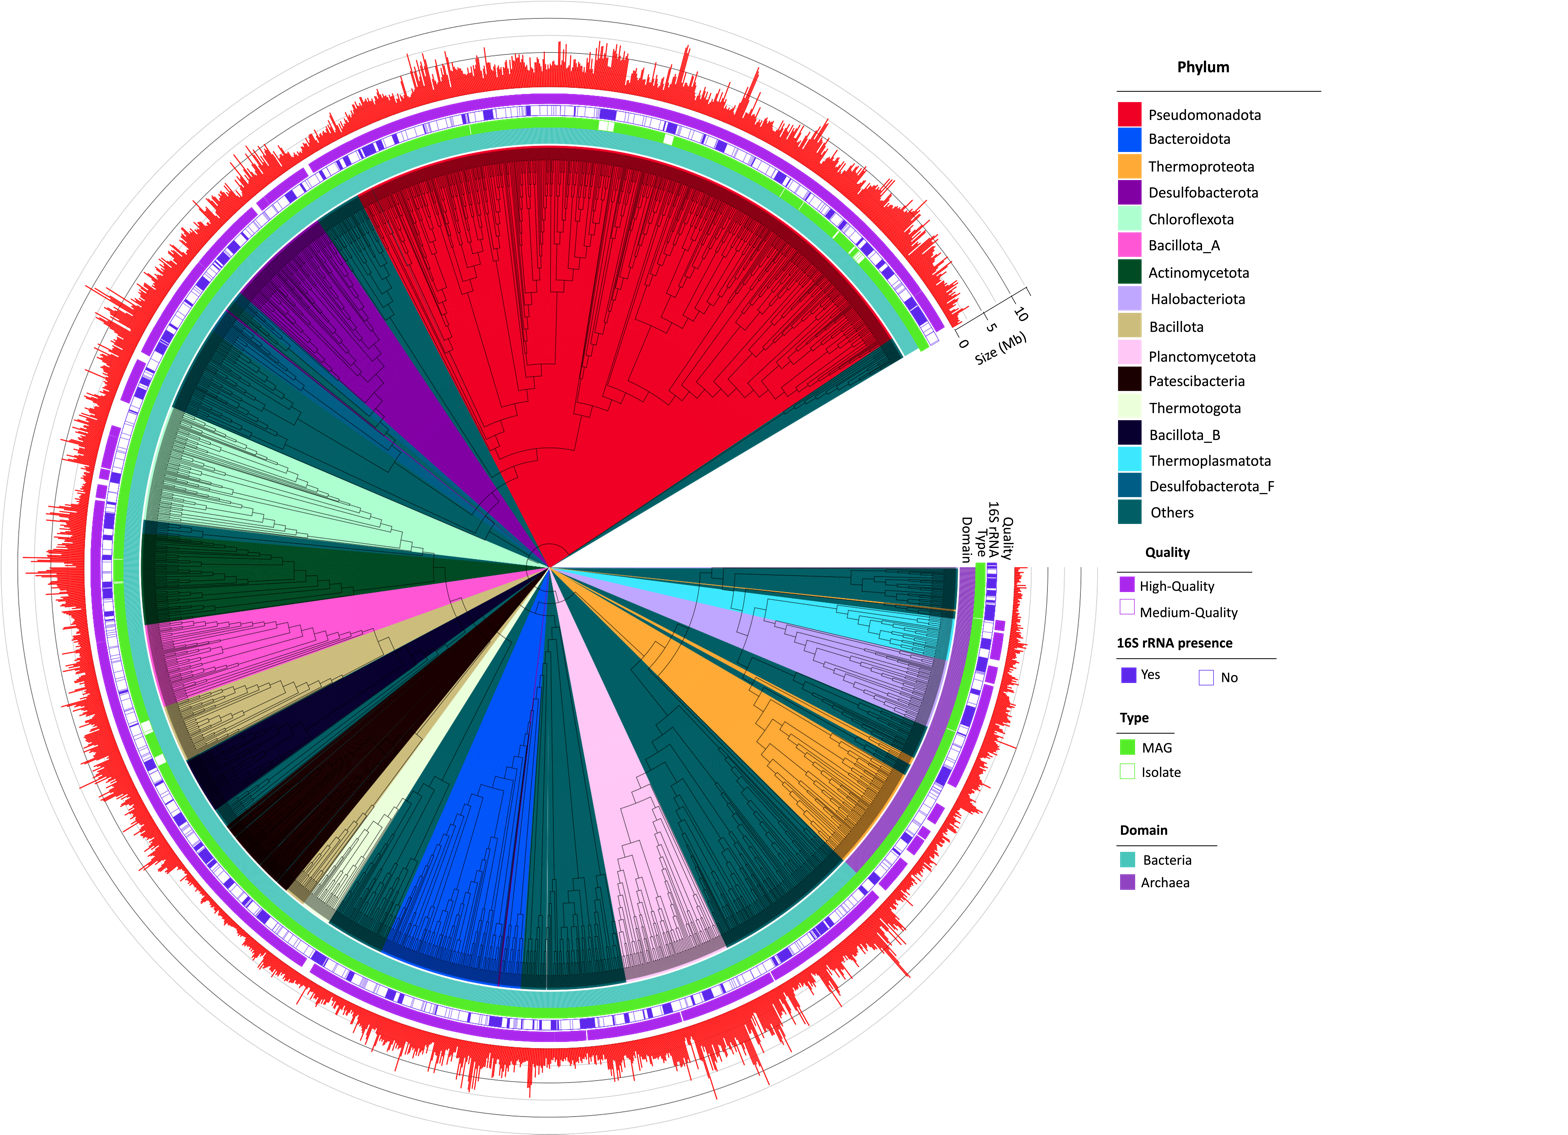 Phylum
Pseudomonadota
Bacteroidota
Thermoproteota
Desulfobacterota
Chloroflexota
Bacillota_A
Actinomycetota
Halobacteriota
Bacillota
Planctomycetota
Patescibacteria
Thermotogota
Bacillota_B
Thermoplasmatota
Desulfobacterota_F
Others
Quality
High-Quality
Medium-Quality
16S rRNA presence
Yes
No
Type
MAG
Isolate
Domain
Bacteria
Archaea
0
5
10
Size (Mb)
Domain
Type
16S rRNA
Quality